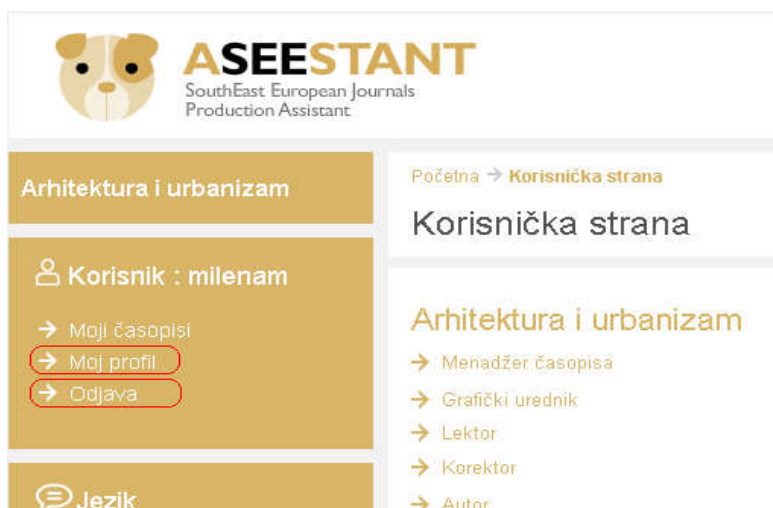 ASEESTANT
SouthEast European Journals
Production Assistant
Arhitektura i urbanizam
Korisnik : milenam
Moji časopisi
Moj profil
Odjava
Jezik
Početna → Korisnička strana
Korisnička strana
Arhitektura i urbanizam
→ Menadžer časopisa
→ Grafički urednik
→ Lektor
→ Korektor
→ Autor